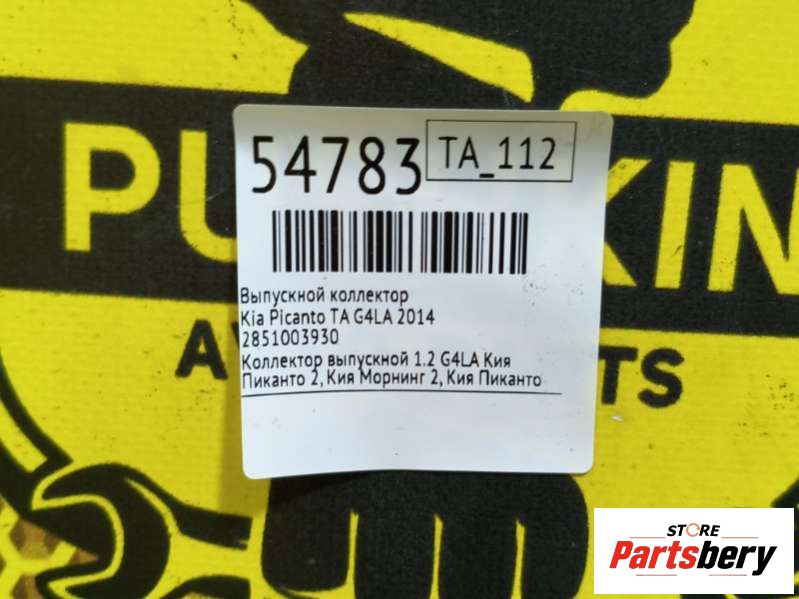 54783
TA_112
Выпускной коллектор
Kia Picanto TA G4LA 2014
2851003930
Коллектор выпускной 1.2 G4LA Кия
Пиканто 2, Кия Морнинг 2, Кия Пиканто
STORE
Partsbery